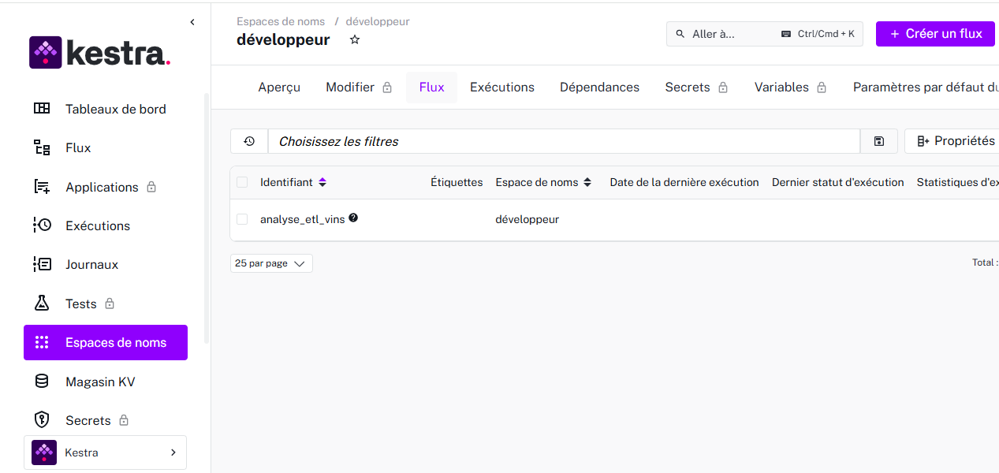 kestra.
Tableaux de bord
Flux
Applications
Exécutions
Journaux
Tests
Espaces de noms
Magasin KV
Secrets
Kestra
Espaces de noms / développeur
développeur
Aller à...
Ctrl/Cmd + K
+ Créer un flux
Aperçu Modifier Flux Exécutions Dépendances Secrets Variables Paramètres par défaut du
Choisissez les filtres
Propriétés
Identifiant Étiquettes Espace de noms Date de la dernière exécution Dernier statut d'exécution Statistiques d'ex
analyse_etl_vins développeur
25 par page
Total :